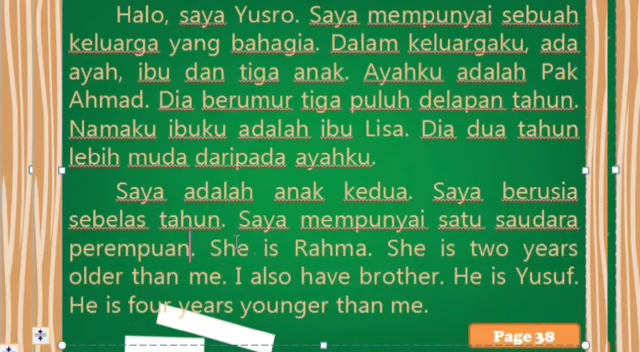 Halo, saya Yusro. Saya mempunyai sebuah
keluarga yang bahagia. Dalam keluargaku, ada
ayah, ibu dan tiga anak. Ayahku adalah Pak
Ahmad. Dia berumur tiga puluh delapan tahun.
Namaku ibuku adalah ibu Lisa. Dia dua tahun
lebih muda daripada ayahku.
Saya adalah anak kedua. Saya berusia
sebelas tahun. Saya mempunyai satu saudara
perempuan. She is Rahma. She is two years
older than me. I also have brother. He is Yusuf.
He is four years younger than me.
Page 38